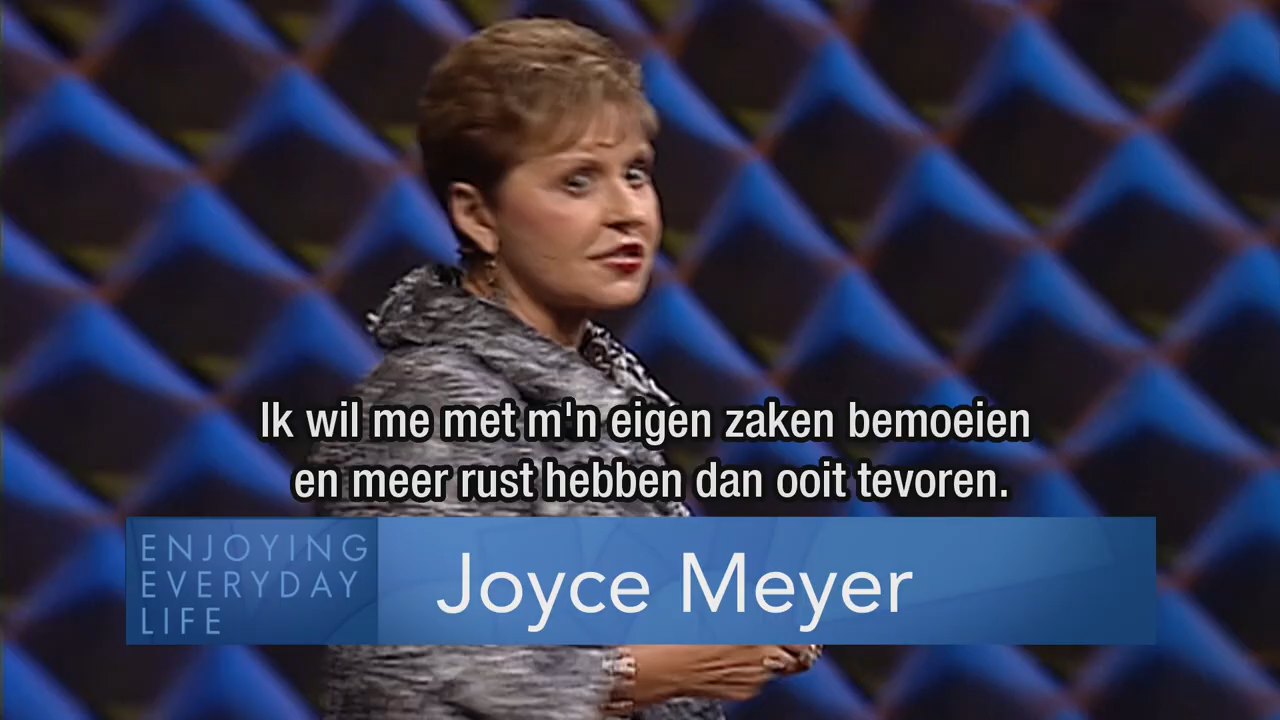 Ik wil me met m'n eigen zaken bemoeien
en meer rust hebben dan ooit tevoren.
ENJOYING
EVERYDAY
LIFE
Joyce Meyer